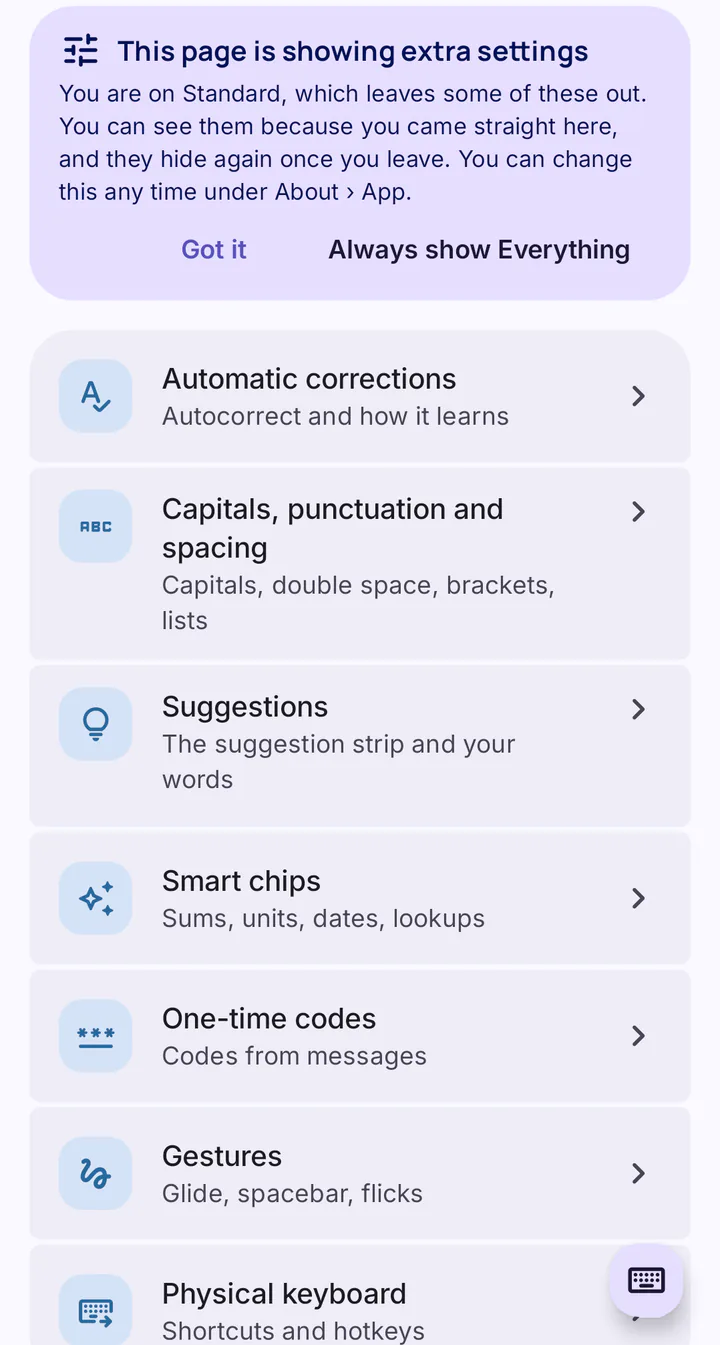 This page is showing extra settings
You are on Standard, which leaves some of these out.
You can see them because you came straight here,
and they hide again once you leave. You can change
this any time under About › App.
Got it
Always show Everything
Automatic corrections
Autocorrect and how it learns
ABC
Capitals, punctuation and
spacing
Capitals, double space, brackets,
lists
Suggestions
The suggestion strip and your
words
Smart chips
Sums, units, dates, lookups
One-time codes
Codes from messages
Gestures
Glide, spacebar, flicks
Physical keyboard
Shortcuts and hotkeys